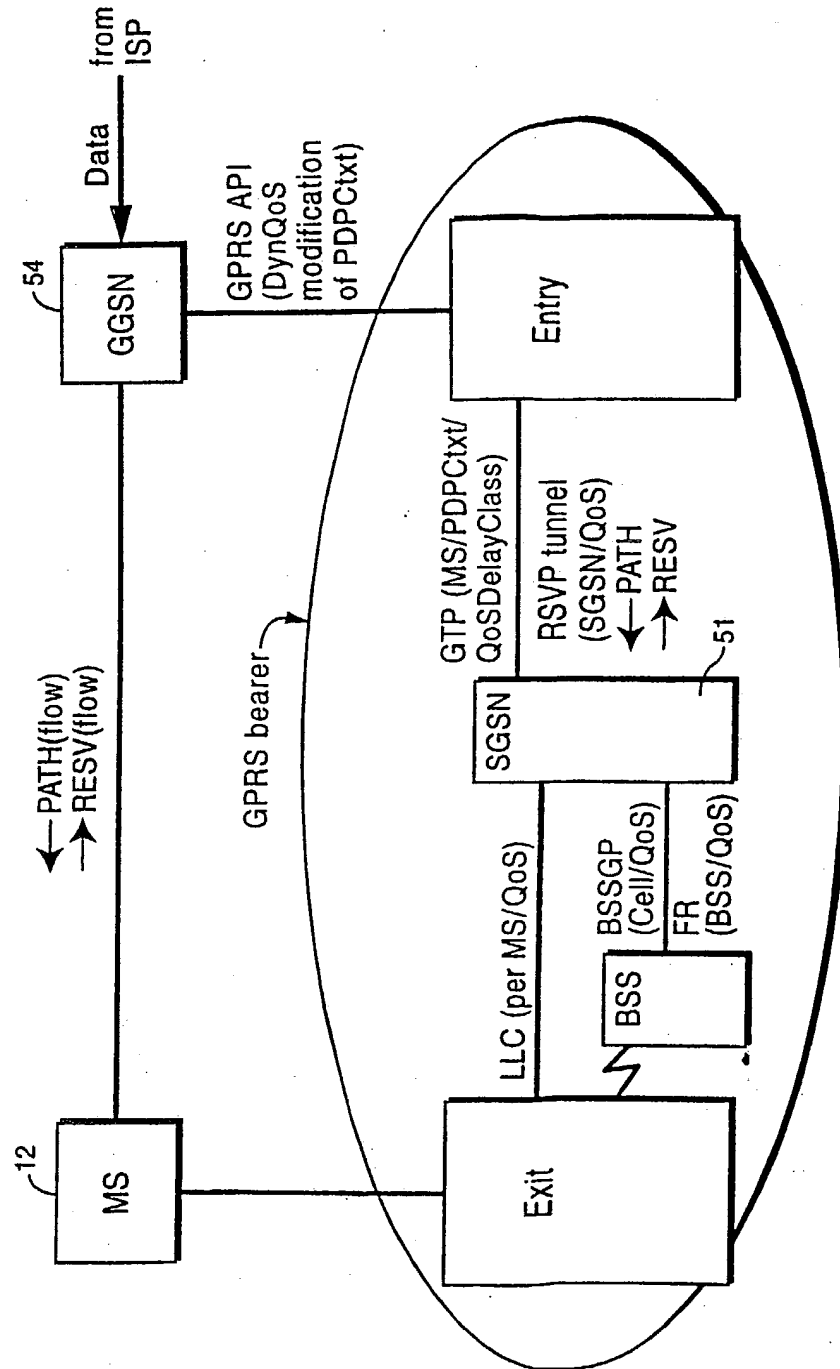 Data
from
ISP
54
GGSN
GPRS API
(DynQoS
modification
of PDPCtxt)
PATH(flow)
RESV(flow)
12
MS
GPRS bearer
Entry
GTP (MS/PDPCtxt/
QoSDelayClass)
RSVP tunnel
(SGSN/QoS)
PATH
RESV
SGSN
51
LLC (per MS/QoS)
BSSGP
(Cell/QoS)
FR
(BSS/QoS)
BSS
Exit